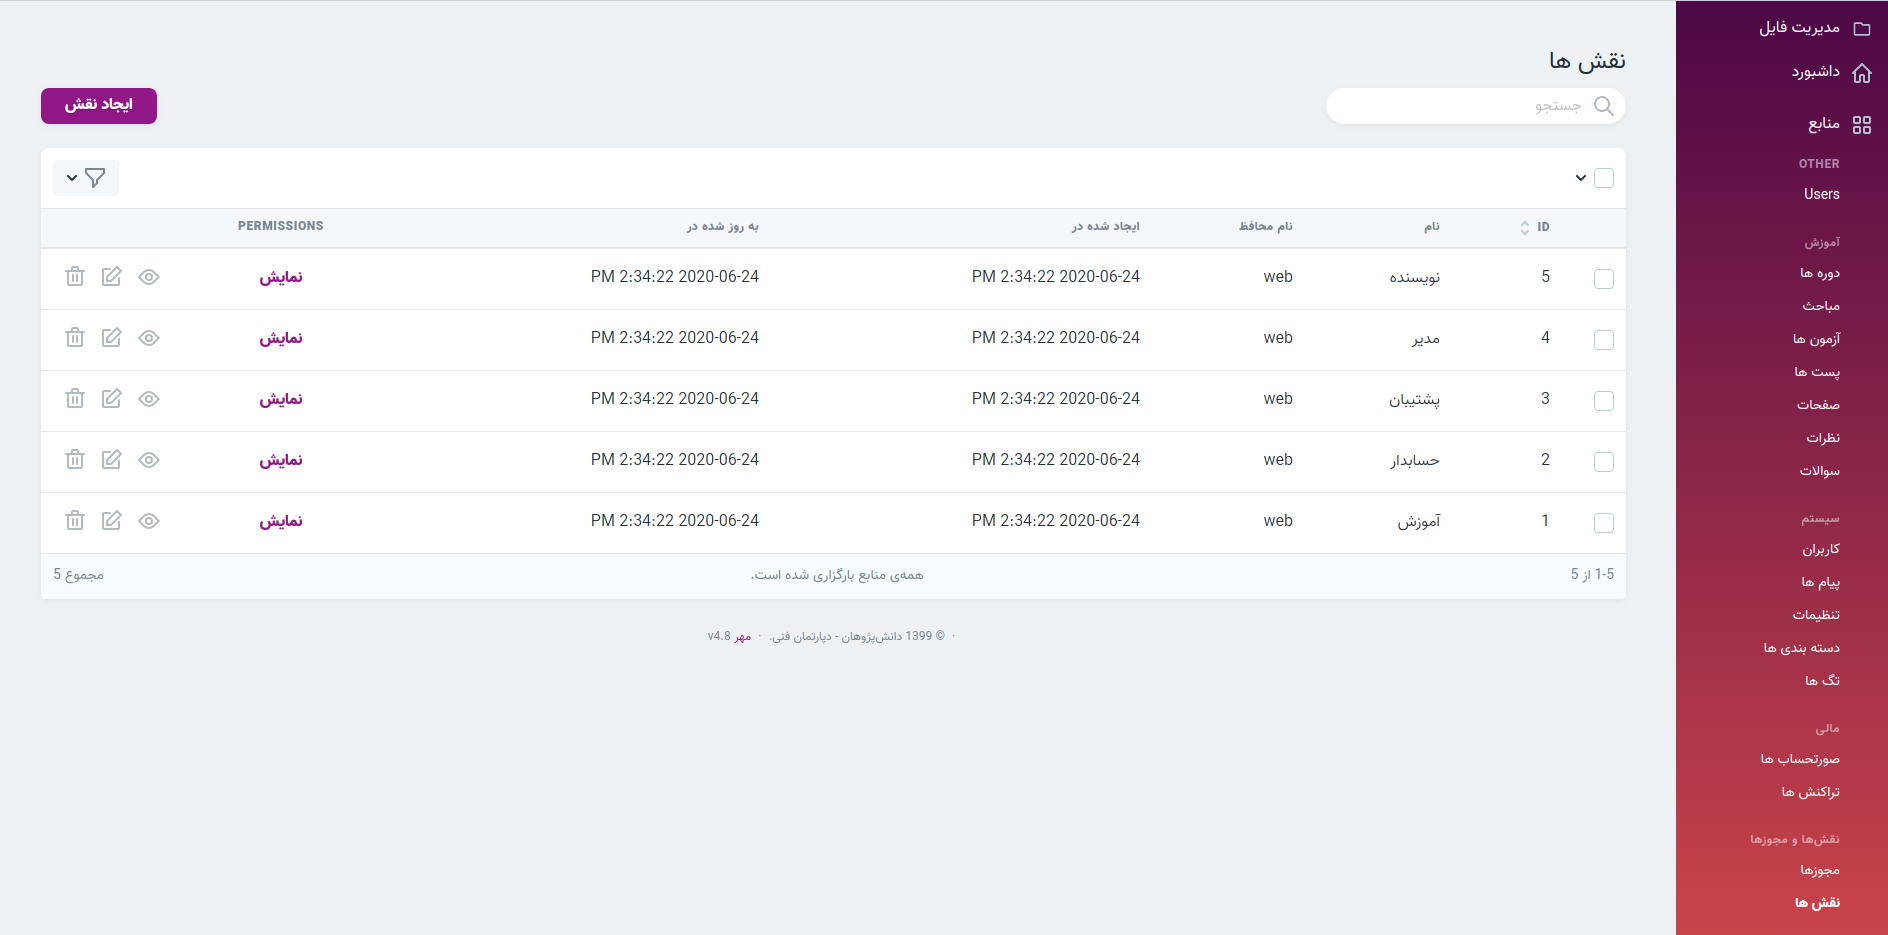 مدیریت فایل
داشبورد
منابع
OTHER
Users
آموزش
دوره ها
مباحث
آزمون ها
پست ها
صفحات
نظرات
سوالات
سیستم
کاربران
پیام ها
تنظیمات
دسته بندی ها
تگ ها
مالی
صورتحساب ها
تراکنش ها
نقش‌ها و مجوزها
مجوزها
نقش ها
نقش ها
جستجو
ایجاد نقش
ID نام نام محافظ ایجاد شده در به روز شده در PERMISSIONS
5 نویسنده web 2020-06-24 2:34:22 PM 2020-06-24 2:34:22 PM نمایش
4 مدیر web 2020-06-24 2:34:22 PM 2020-06-24 2:34:22 PM نمایش
3 پشتیبان web 2020-06-24 2:34:22 PM 2020-06-24 2:34:22 PM نمایش
2 حسابدار web 2020-06-24 2:34:22 PM 2020-06-24 2:34:22 PM نمایش
1 آموزش web 2020-06-24 2:34:22 PM 2020-06-24 2:34:22 PM نمایش
1-5 از 5 همه‌ی منابع بارگزاری شده است. مجموع 5
· © 1399 دانش‌پژوهان - دپارتمان فنی. · مهر v4.8